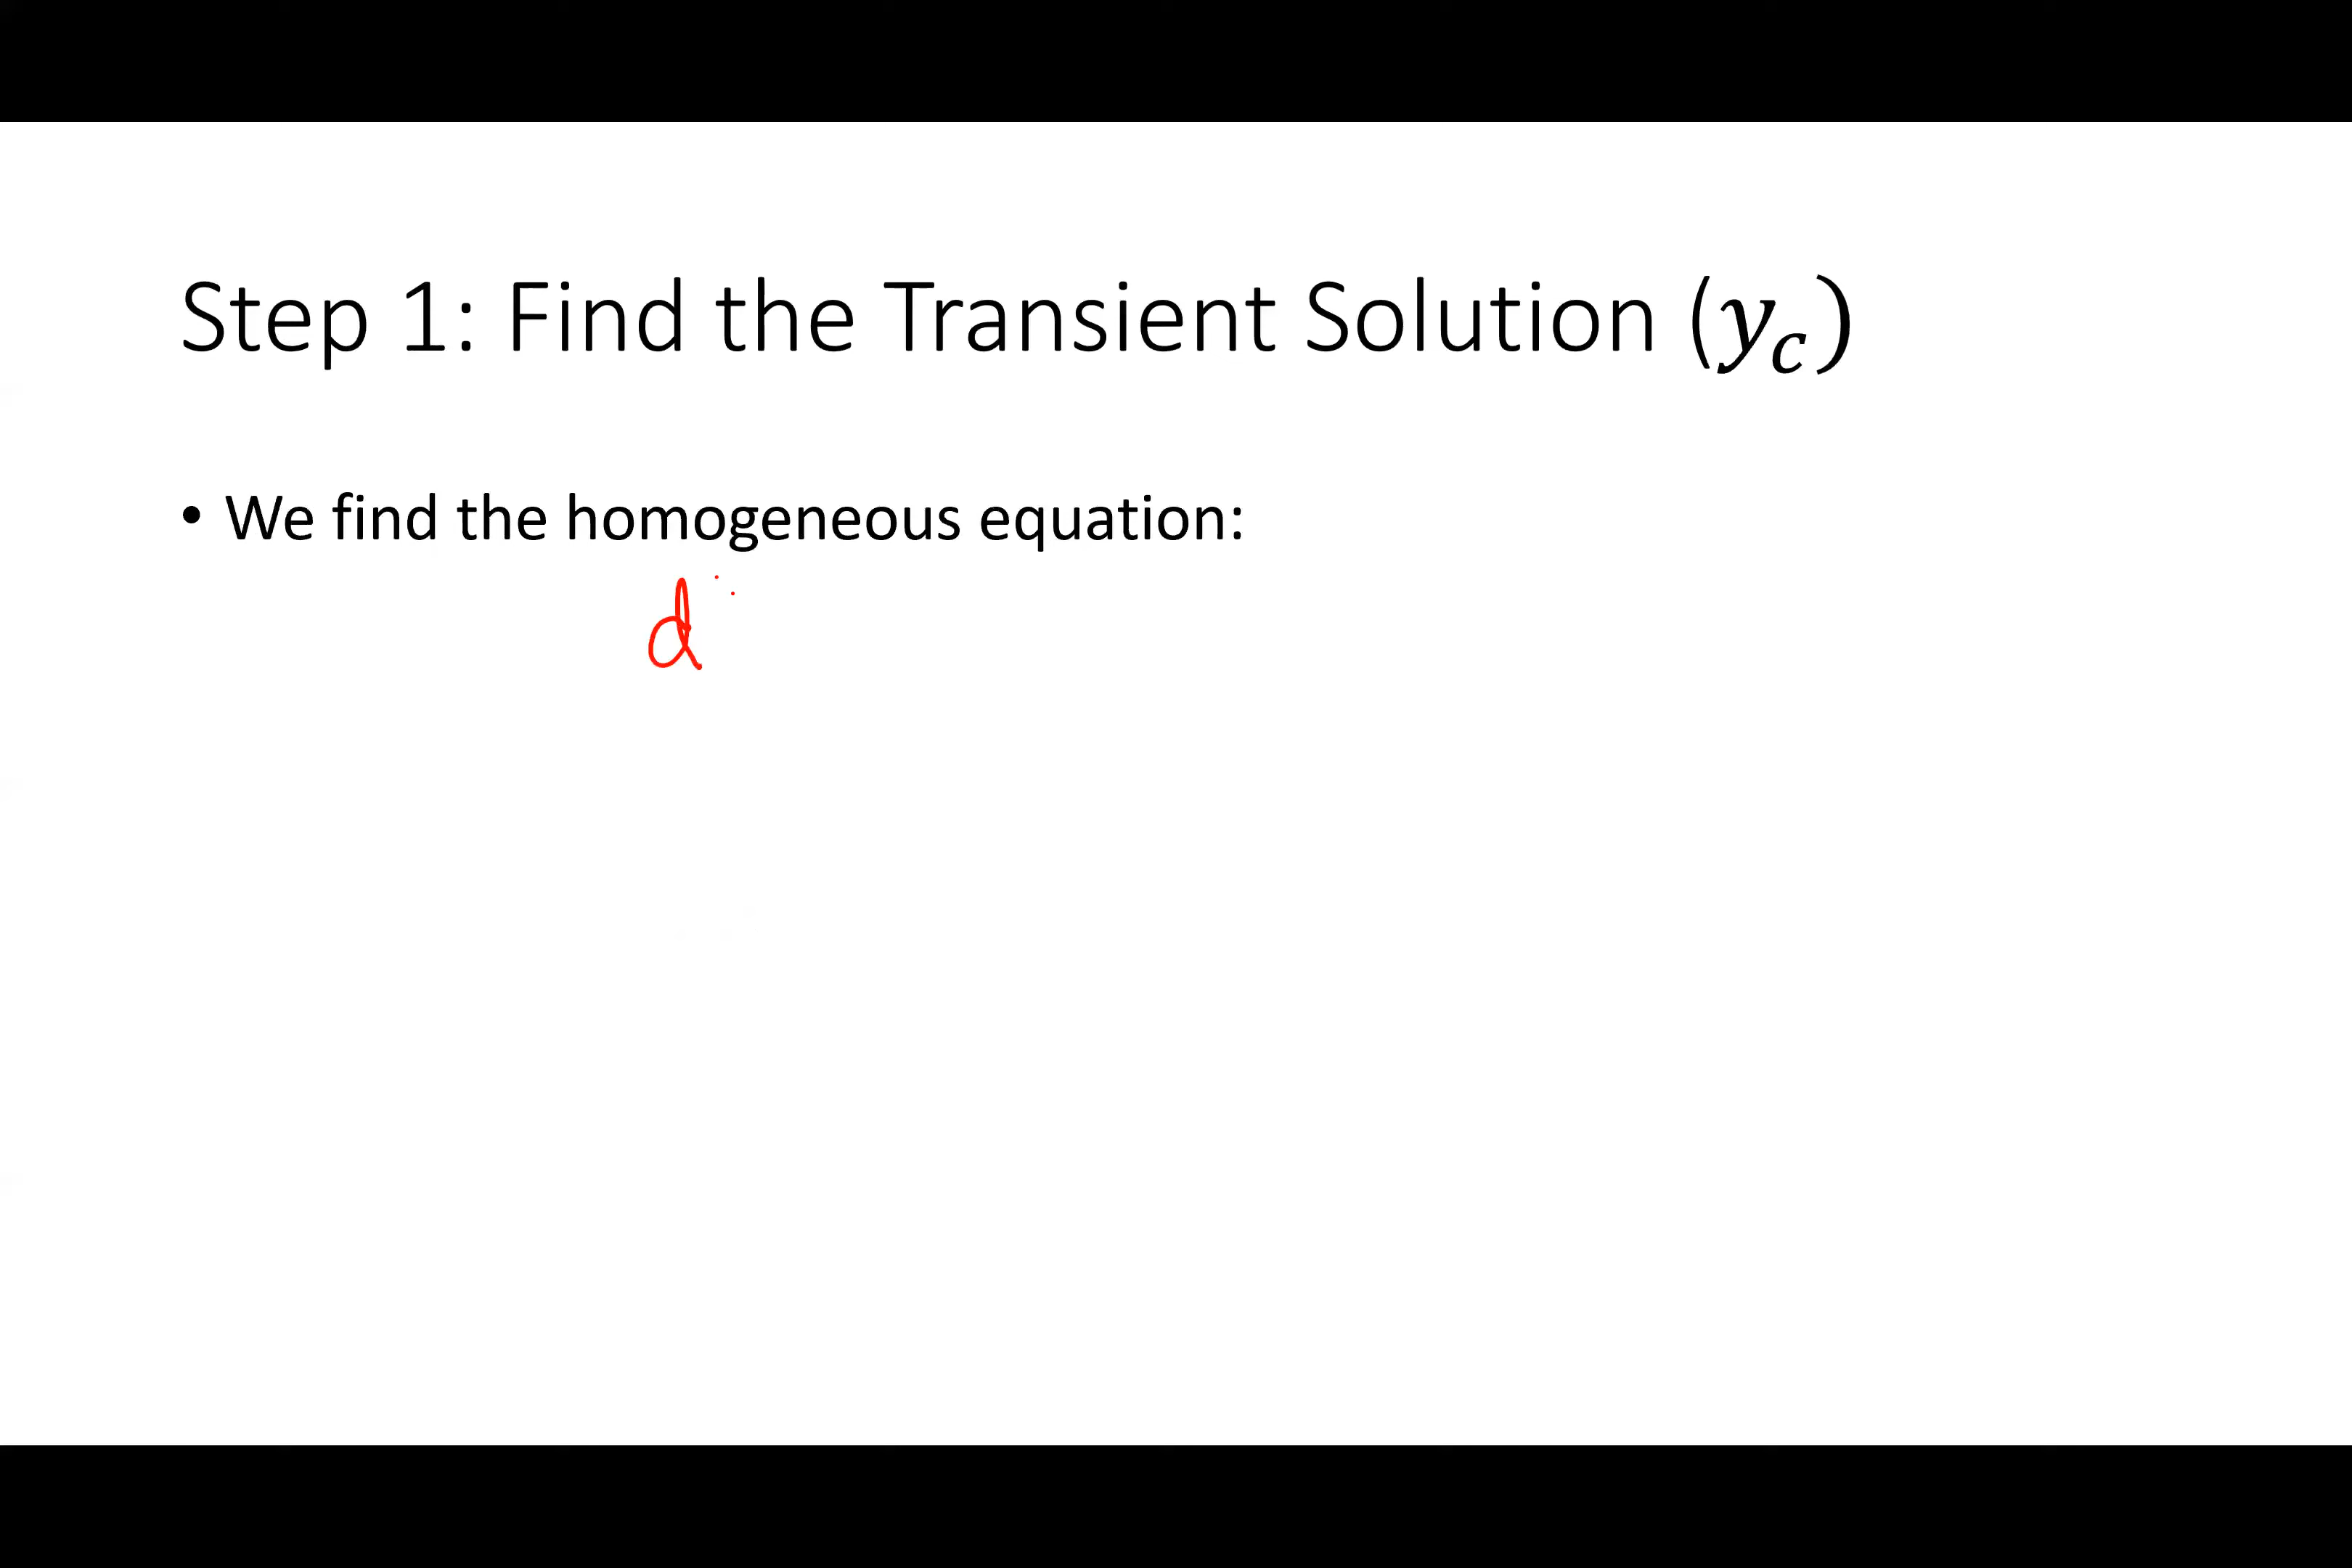 Step 1: Find the Transient Solution (y_c)
• We find the homogeneous equation:
d